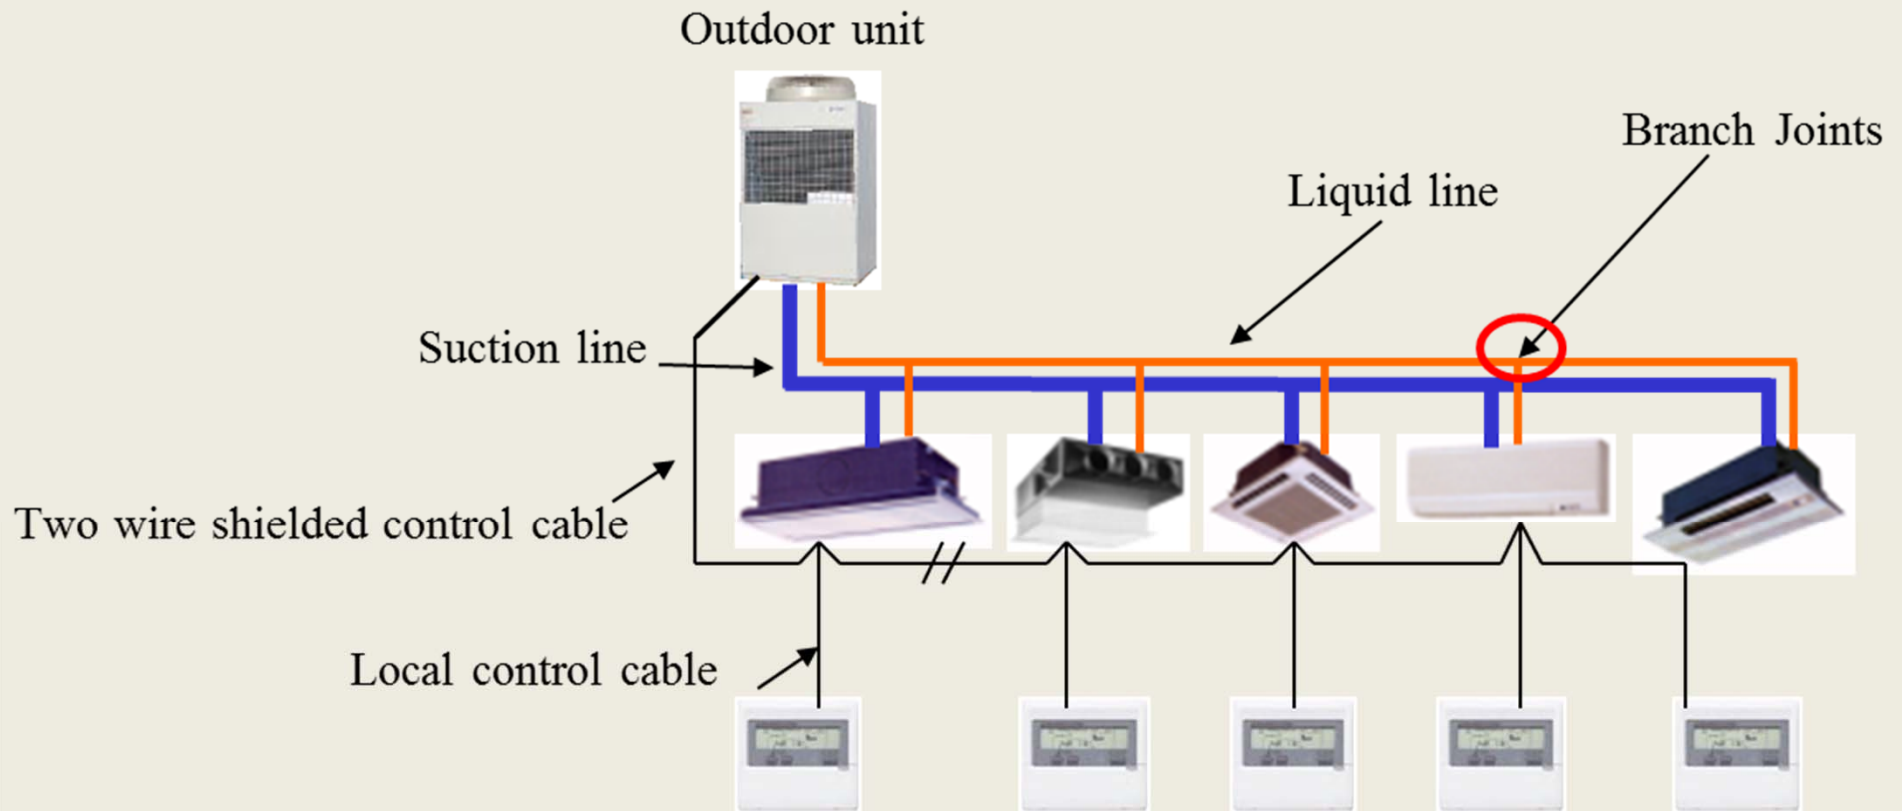 Outdoor unit
Branch Joints
Liquid line
Suction line
Two wire shielded control cable
Local control cable